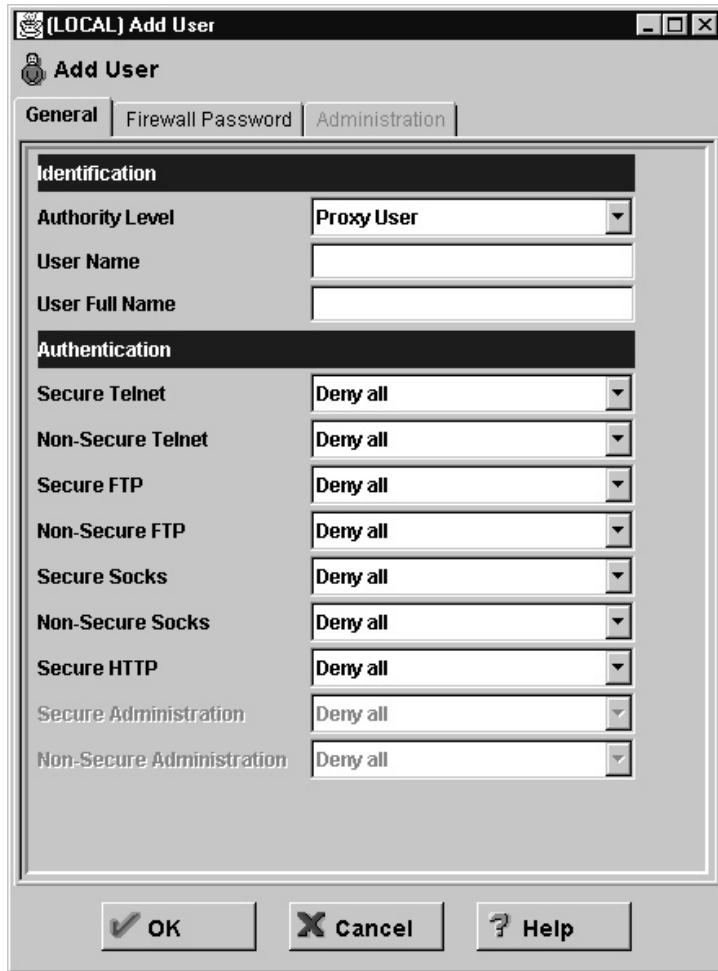 (LOCAL) Add User
Add User
General Firewall Password Administration
Identification
Authority Level Proxy User
User Name
User Full Name
Authentication
Secure Telnet Deny all
Non-Secure Telnet Deny all
Secure FTP Deny all
Non-Secure FTP Deny all
Secure Socks Deny all
Non-Secure Socks Deny all
Secure HTTP Deny all
Secure Administration Deny all
Non-Secure Administration Deny all
OK Cancel ? Help